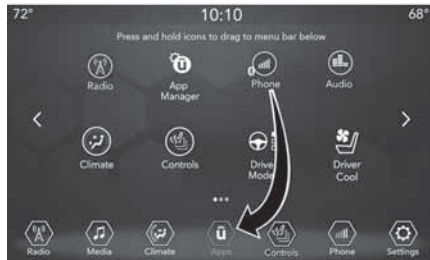 72° 10:10 68°
Press and hold icons to drag to menu bar below
Radio App Manager Phone Audio
Climate Controls Drive Mode Driver Cool
Radio Media Climate Apps Controls Phone Settings